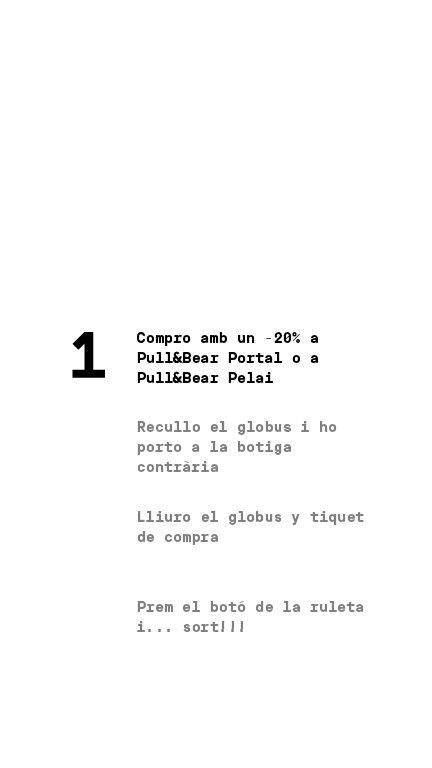 1
Compro amb un -20% a
Pull&Bear Portal o a
Pull&Bear Pelai
Recullo el globus i ho
porto a la botiga
contrària
Lliuro el globus y tiquet
de compra
Prem el botó de la ruleta
i... sort!!!